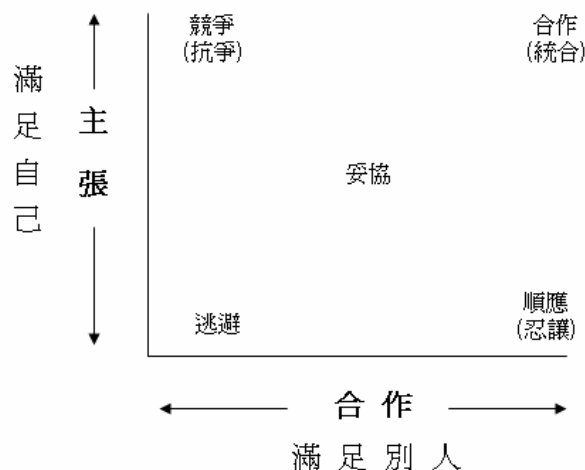 競爭
(抗爭)
合作
(統合)
滿足自己
主張
妥協
逃避
順應
(忍讓)
合作
滿足別人